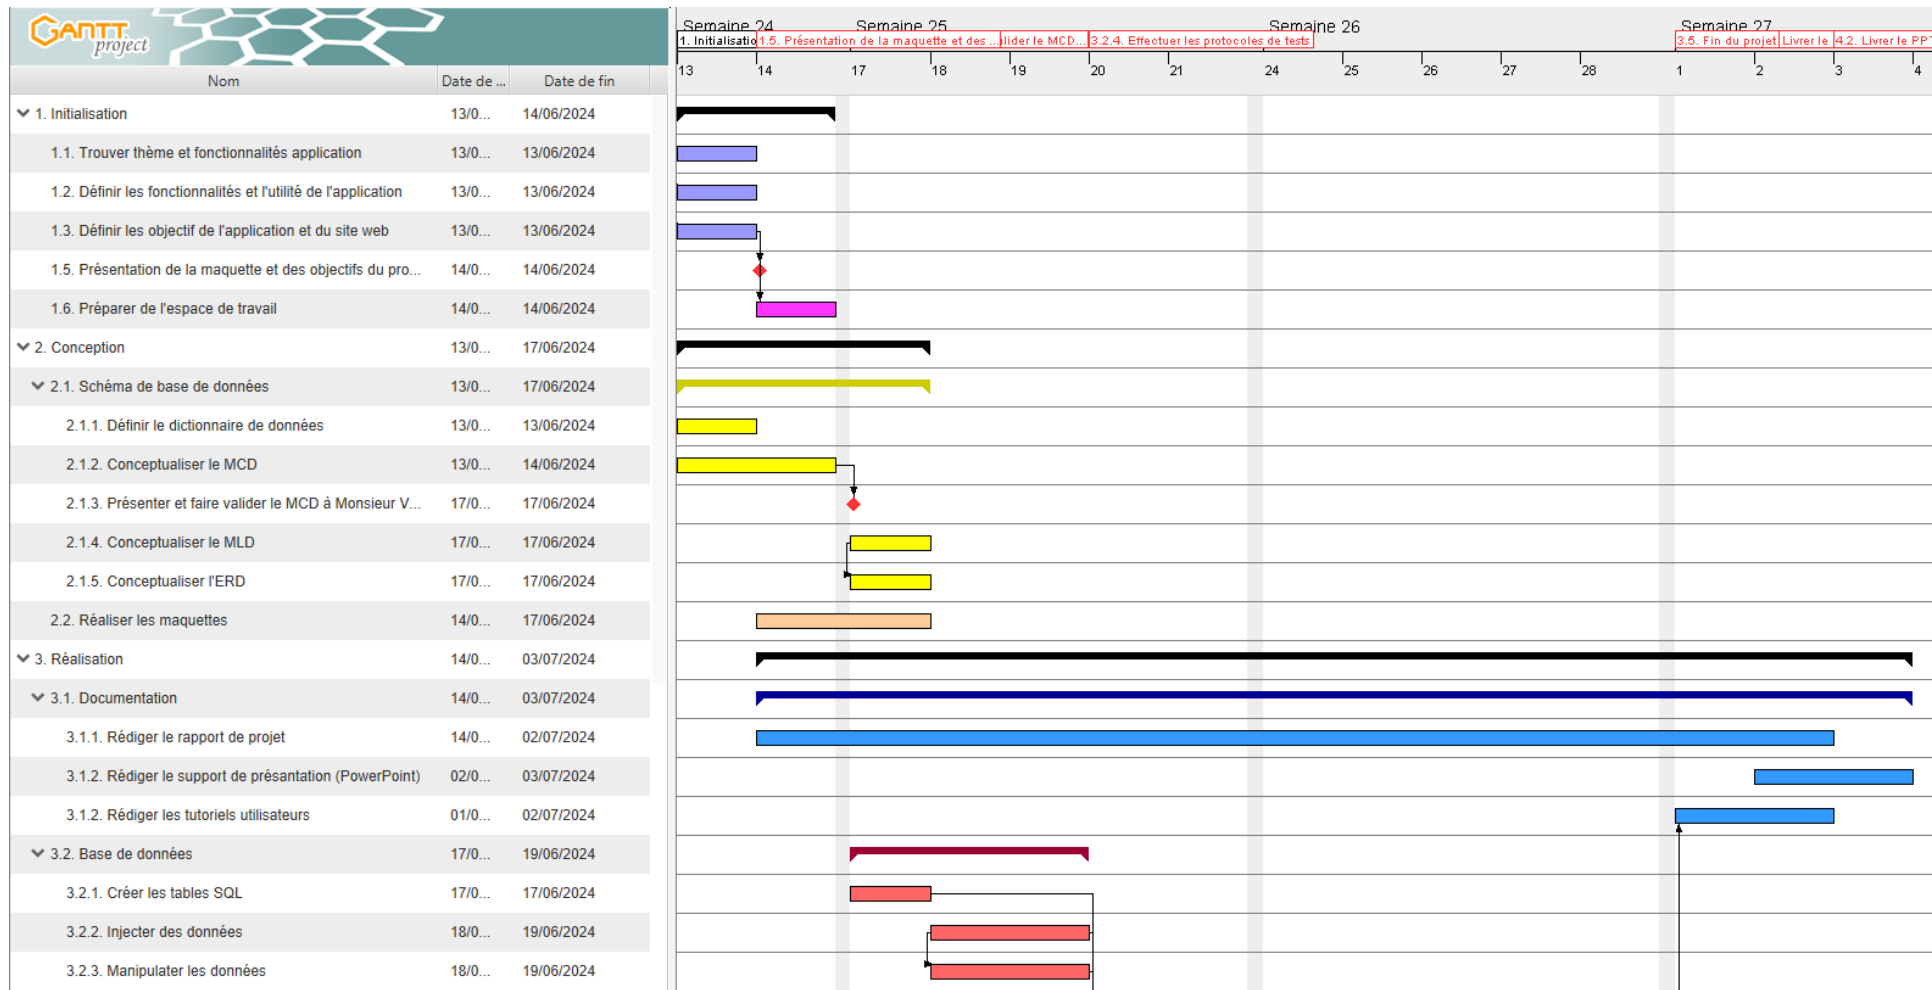 GANTT
project
Semaine 24 Semaine 25 Semaine 26 Semaine 27
1. Initialisatio 1.5. Présentation de la maquette et des ... lider le MCD... 3.2.4. Effectuer les protocoles de tests 3.5. Fin du projet Livrer le 4.2. Livrer le PPT
13 14 17 18 19 20 21 24 25 26 27 28 1 2 3 4
Nom Date de ... Date de fin
1. Initialisation 13/0... 14/06/2024
1.1. Trouver thème et fonctionnalités application 13/0... 13/06/2024
1.2. Définir les fonctionnalités et l'utilité de l'application 13/0... 13/06/2024
1.3. Définir les objectif de l'application et du site web 13/0... 13/06/2024
1.5. Présentation de la maquette et des objectifs du pro... 14/0... 14/06/2024
1.6. Préparer de l'espace de travail 14/0... 14/06/2024
2. Conception 13/0... 17/06/2024
2.1. Schéma de base de données 13/0... 17/06/2024
2.1.1. Définir le dictionnaire de données 13/0... 13/06/2024
2.1.2. Conceptualiser le MCD 13/0... 14/06/2024
2.1.3. Présenter et faire valider le MCD à Monsieur V... 17/0... 17/06/2024
2.1.4. Conceptualiser le MLD 17/0... 17/06/2024
2.1.5. Conceptualiser l'ERD 17/0... 17/06/2024
2.2. Réaliser les maquettes 14/0... 17/06/2024
3. Réalisation 14/0... 03/07/2024
3.1. Documentation 14/0... 03/07/2024
3.1.1. Rédiger le rapport de projet 14/0... 02/07/2024
3.1.2. Rédiger le support de présantation (PowerPoint) 02/0... 03/07/2024
3.1.2. Rédiger les tutoriels utilisateurs 01/0... 02/07/2024
3.2. Base de données 17/0... 19/06/2024
3.2.1. Créer les tables SQL 17/0... 17/06/2024
3.2.2. Injecter des données 18/0... 19/06/2024
3.2.3. Manipulater les données 18/0... 19/06/2024